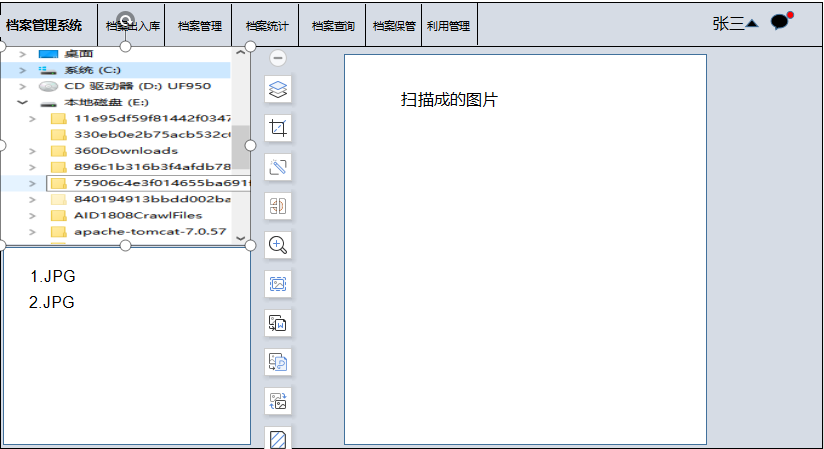 档案管理系统 档案出入库 档案管理 档案统计 档案查询 档案保管 利用管理 张三
桌面
系统 (C:)
CD 驱动器 (D:) UF950
本地磁盘 (E:)
11e95df59f81442f0347
330eb0e2b75acb532c
360Downloads
896c1b316b3f4afdb78
75906c4e3f014655ba691f
840194913bbdd002ba
AID1808CrawlFiles
apache-tomcat-7.0.57
1.JPG
2.JPG
扫描成的图片